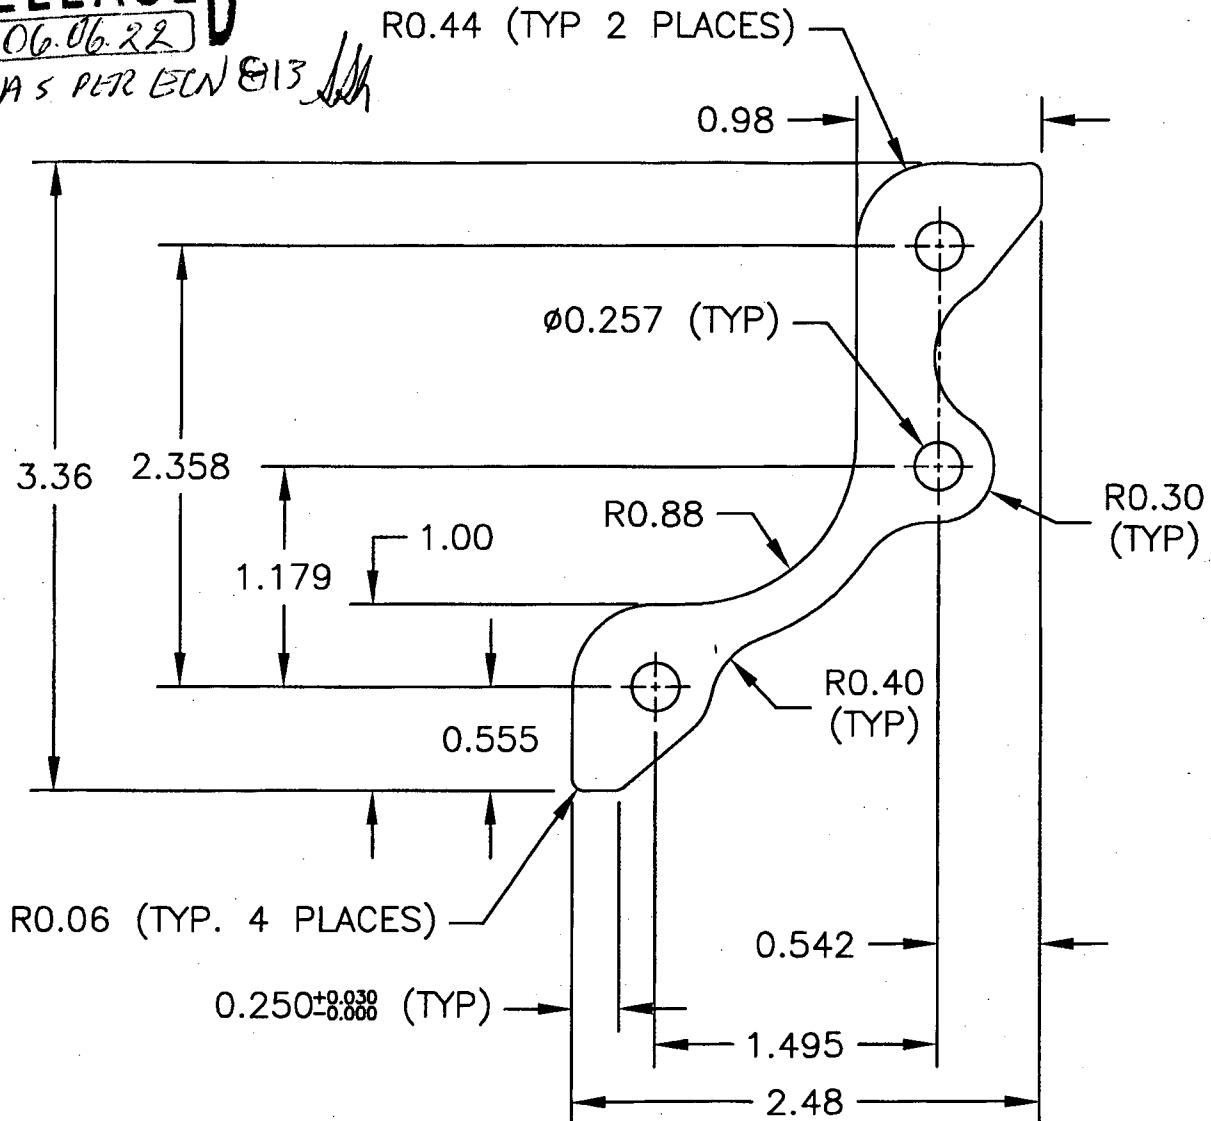 06.06.22
AS PER ECN 813
R0.44 (TYP 2 PLACES)
0.98
ø0.257 (TYP)
3.36
2.358
R0.30
(TYP)
R0.88
1.00
1.179
R0.40
(TYP)
0.555
R0.06 (TYP. 4 PLACES)
0.542
0.250+0.030 -0.000 (TYP)
1.495
2.48